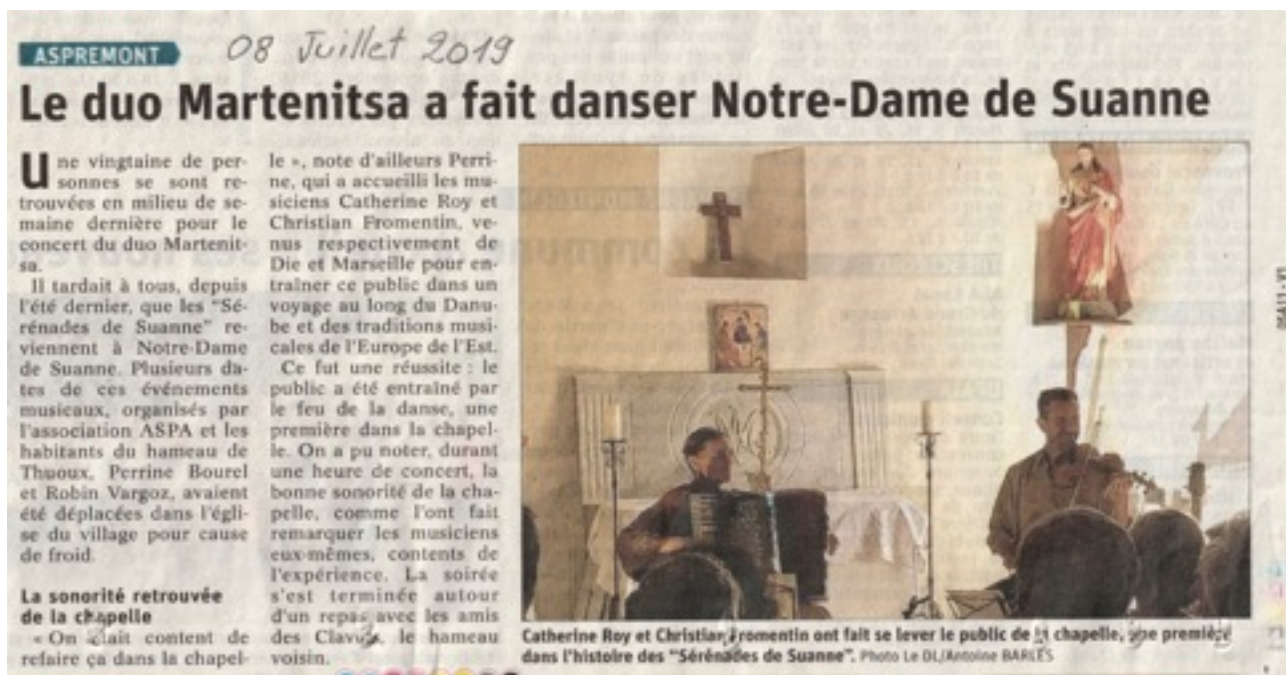 ASPREMONT
08 Juillet 2019
Le duo Martenitsa a fait danser Notre-Dame de Suanne
Une vingtaine de per-
sonnes se sont re-
trouvées en milieu de se-
maine dernière pour le
concert du duo Martenit-
sa.
Il tardait à tous, depuis
l'été dernier, que les "Sé-
rénades de Suanne" re-
viennent à Notre-Dame
de Suanne. Plusieurs da-
tes de ces événements
musicaux, organisés par
l'association ASPA et les
habitants du hameau de
Thuoux, Perrine Bourel
et Robin Vargoz, avaient
été déplacées dans l'égli-
se du village pour cause
de froid.
La sonorité retrouvée
de la chapelle
« On était content de
refaire ça dans la chapel-
le », note d'ailleurs Perri-
ne, qui a accueilli les mu-
siciens Catherine Roy et
Christian Fromentin, ve-
nus respectivement de
Die et Marseille pour en-
traîner ce public dans un
voyage au long du Danu-
be et des traditions musi-
cales de l'Europe de l'Est.
Ce fut une réussite : le
public a été entraîné par
le feu de la danse, une
première dans la chapel-
le. On a pu noter, durant
une heure de concert, la
bonne sonorité de la cha-
pelle, comme l'ont fait
remarquer les musiciens
eux-mêmes, contents de
l'expérience. La soirée
s'est terminée autour
d'un repas avec les amis
des Clavus, le hameau
voisin.
Catherine Roy et Christian Fromentin ont fait se lever le public de la chapelle, une première
dans l'histoire des "Sérénades de Suanne". Photo Le DL/Antoine BARLES